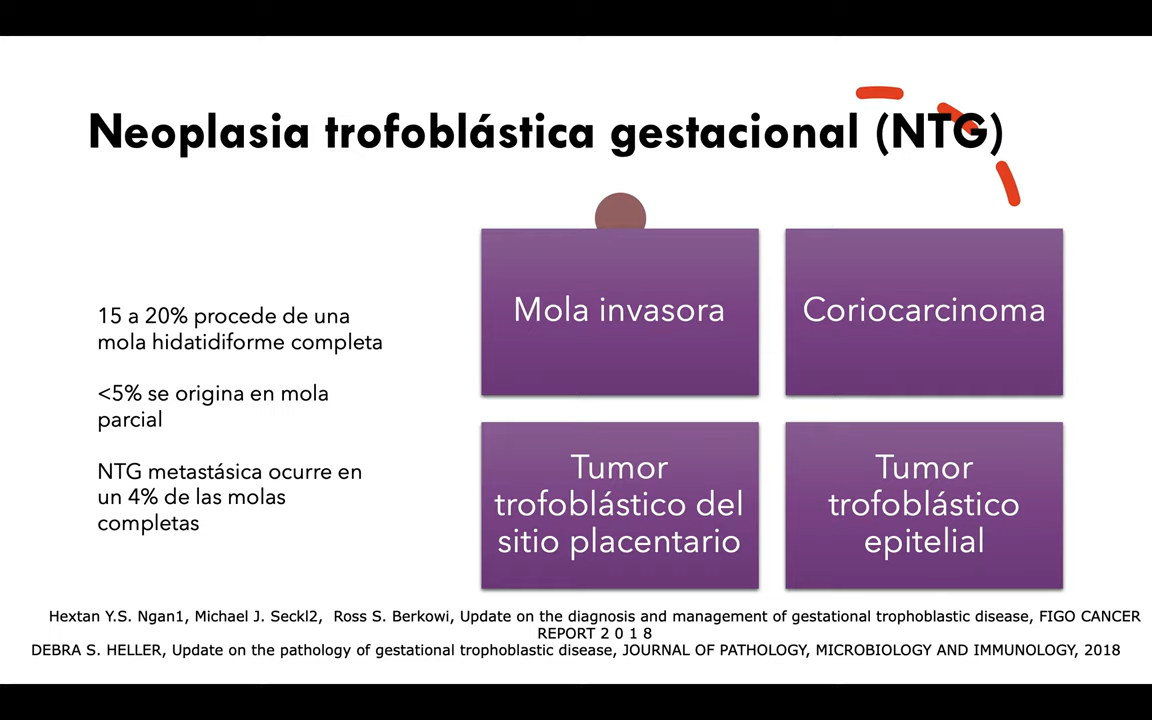 Neoplasia trofoblástica gestacional (NTG)
15 a 20% procede de una
mola hidatidiforme completa
<5% se origina en mola
parcial
NTG metastásica ocurre en
un 4% de las molas
completas
Mola invasora
Coriocarcinoma
Tumor
trofoblástico del
sitio placentario
Tumor
trofoblástico
epitelial
Hextan Y.S. Ngan1, Michael J. Seckl2, Ross S. Berkowi, Update on the diagnosis and management of gestational trophoblastic disease, FIGO CANCER
REPORT 2 0 1 8
DEBRA S. HELLER, Update on the pathology of gestational trophoblastic disease, JOURNAL OF PATHOLOGY, MICROBIOLOGY AND IMMUNOLOGY, 2018